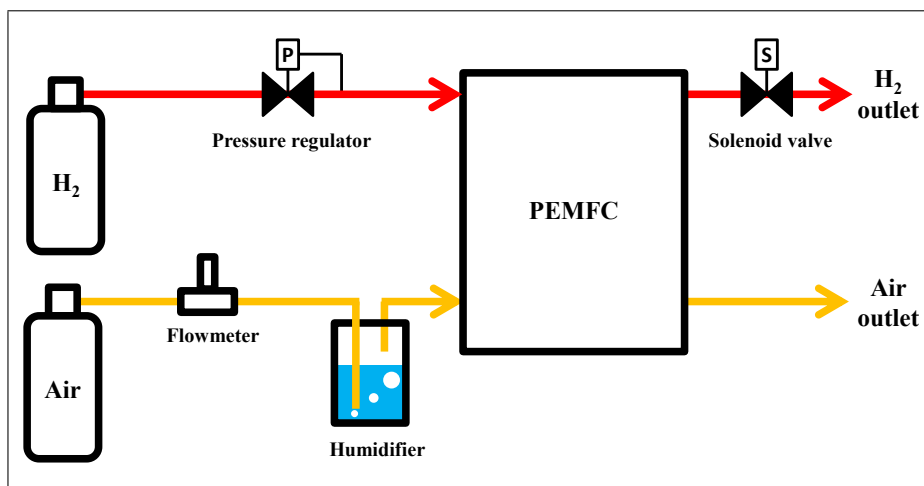 P
S
H₂
outlet
Pressure regulator
Solenoid valve
H₂
PEMFC
Air
outlet
Flowmeter
Air
Humidifier